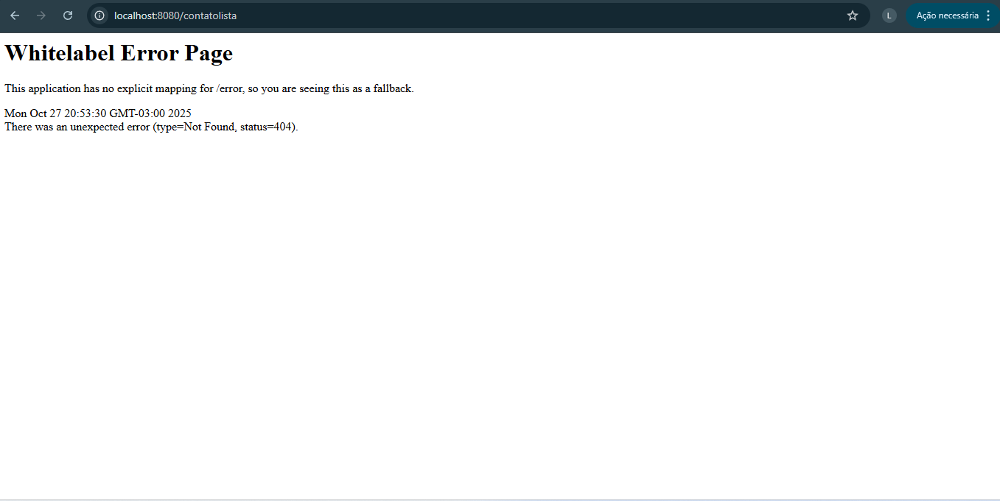 localhost:8080/contatolista
L
Ação necessária
Whitelabel Error Page
This application has no explicit mapping for /error, so you are seeing this as a fallback.
Mon Oct 27 20:53:30 GMT-03:00 2025
There was an unexpected error (type=Not Found, status=404).